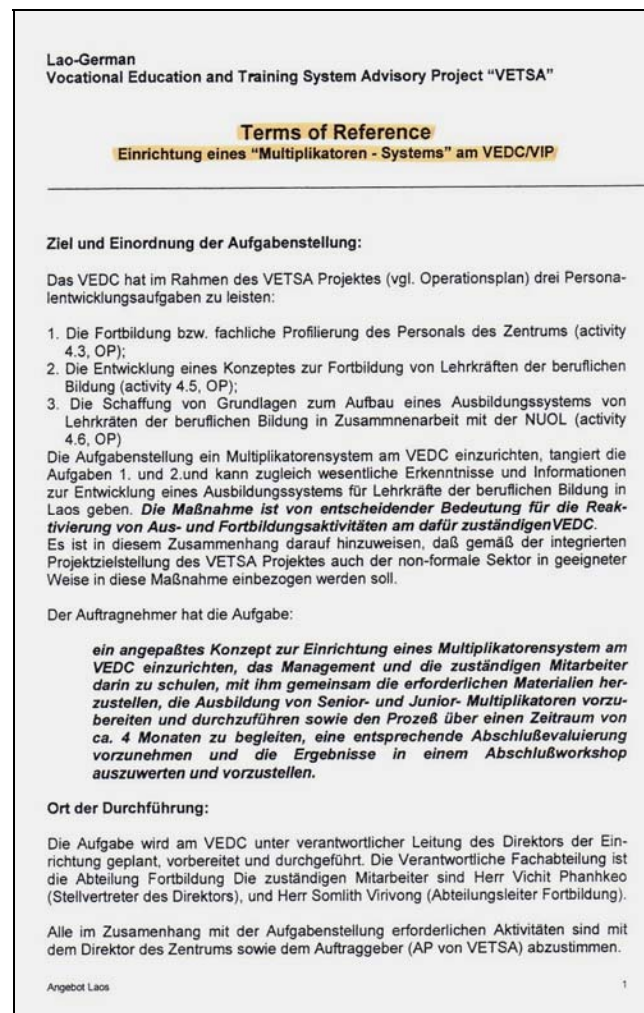 Lao-German
Vocational Education and Training System Advisory Project “VETSA”
Terms of Reference
Einrichtung eines “Multiplikatoren - Systems” am VEDC/VIP
Ziel und Einordnung der Aufgabenstellung:
Das VEDC hat im Rahmen des VETSA Projektes (vgl. Operationsplan) drei Persona-
lentwicklungsaufgaben zu leisten:
1. Die Fortbildung bzw. fachliche Profilierung des Personals des Zentrums (activity
4.3, OP);
2. Die Entwicklung eines Konzeptes zur Fortbildung von Lehrkräften der beruflichen
Bildung (activity 4.5, OP);
3. Die Schaffung von Grundlagen zum Aufbau eines Ausbildungssystems von
Lehrkräten der beruflichen Bildung in Zusammnenarbeit mit der NUOL (activity
4.6, OP)
Die Aufgabenstellung ein Multiplikatorensystem am VEDC einzurichten, tangiert die
Aufgaben 1. und 2.und kann zugleich wesentliche Erkenntnisse und Informationen
zur Entwicklung eines Ausbildungssystems für Lehrkräfte der beruflichen Bildung in
Laos geben. Die Maßnahme ist von entscheidender Bedeutung für die Reak-
tivierung von Aus- und Fortbildungsaktivitäten am dafür zuständigen VEDC.
Es ist in diesem Zusammenhang darauf hinzuweisen, daß gemäß der integrierten
Projektzielstellung des VETSA Projektes auch der non-formale Sektor in geeigneter
Weise in diese Maßnahme einbezogen werden soll.
Der Auftragnehmer hat die Aufgabe:
ein angepaßtes Konzept zur Einrichtung eines Multiplikatorensystem am
VEDC einzurichten, das Management und die zuständigen Mitarbeiter
darin zu schulen, mit ihm gemeinsam die erforderlichen Materialien her-
zustellen, die Ausbildung von Senior- und Junior- Multiplikatoren vorzu-
bereiten und durchzuführen sowie den Prozeß über einen Zeitraum von
ca. 4 Monaten zu begleiten, eine entsprechende Abschlußevaluierung
vorzunehmen und die Ergebnisse in einem Abschlußworkshop
auszuwerten und vorzustellen.
Ort der Durchführung:
Die Aufgabe wird am VEDC unter verantwortlicher Leitung des Direktors der Ein-
richtung geplant, vorbereitet und durchgeführt. Die Verantwortliche Fachabteilung ist
die Abteilung Fortbildung Die zuständigen Mitarbeiter sind Herr Vichit Phanhkeo
(Stellvertreter des Direktors), und Herr Somlith Virivong (Abteilungsleiter Fortbildung).
Alle im Zusamenhang mit der Aufgabenstellung erforderlichen Aktivitäten sind mit
dem Direktor des Zentrums sowie dem Auftraggeber (AP von VETSA) abzustimmen.
Angebot Laos 1